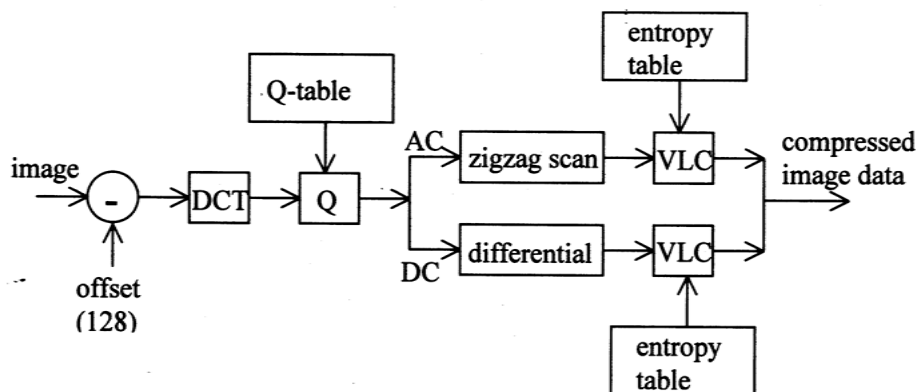 entropy
table
Q-table
AC
zigzag scan
VLC
compressed
image data
image
-
DCT
Q
DC
differential
VLC
offset
(128)
entropy
table